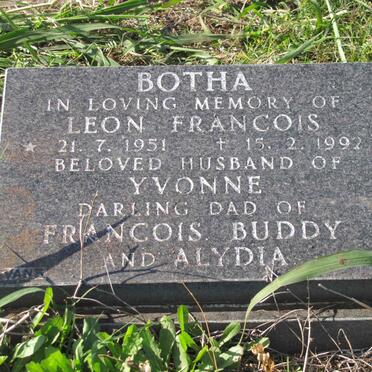 BOTHA
IN LOVING MEMORY OF
LEON FRANCOIS
* 21. 7. 1951 † 15. 2. 1992
BELOVED HUSBAND OF
YVONNE
DARLING DAD OF
FRANCOIS. BUDDY
AND ALYDIA